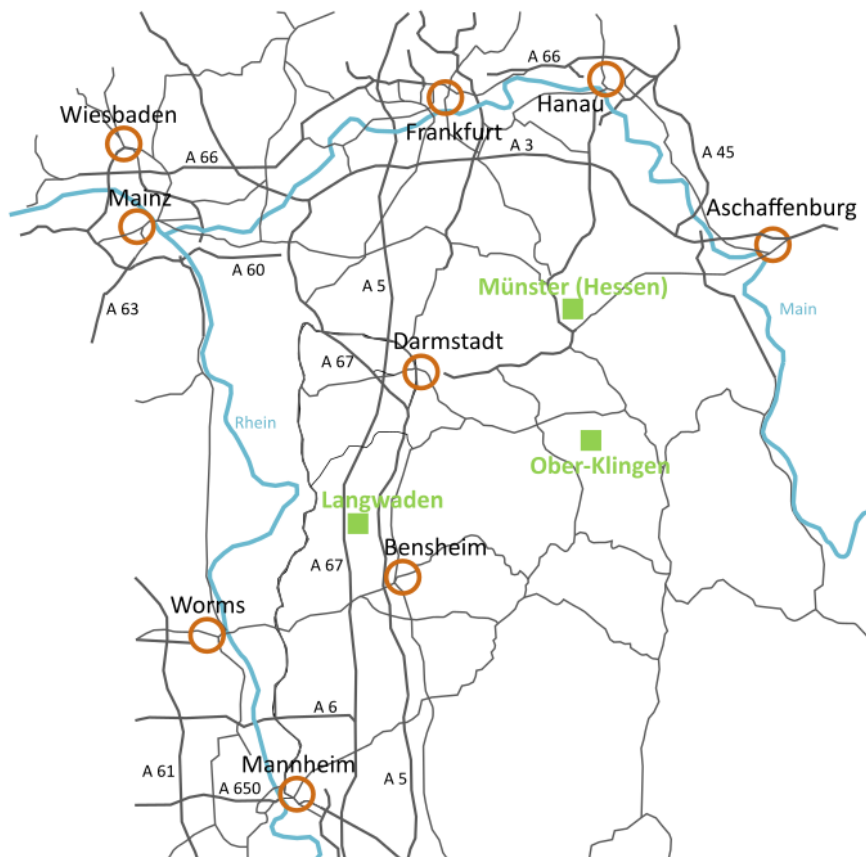 A 66
Wiesbaden
Hanau
Frankfurt
A 3
A 45
A 66
Mainz
Aschaffenburg
A 60
A 5
Münster (Hessen)
A 63
Main
Darmstadt
A 67
Rhein
Ober-Klingen
Langwaden
Bensheim
A 67
Worms
A 6
Mannheim
A 61
A 650
A 5